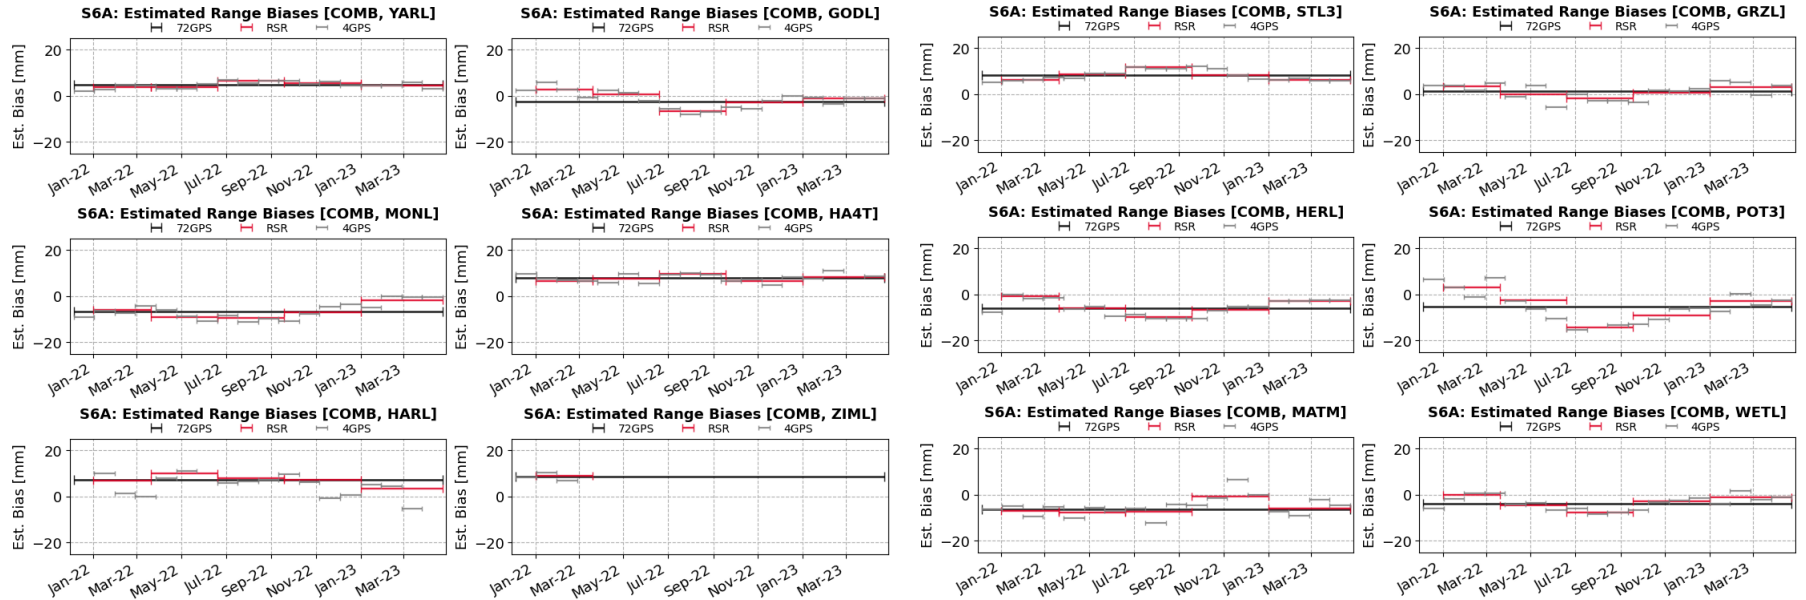 S6A: Estimated Range Biases [COMB, YARL]
72GPS RSR 4GPS
Est. Bias [mm]
20
0
−20
Jan-22 Mar-22 May-22 Jul-22 Sep-22 Nov-22 Jan-23 Mar-23
S6A: Estimated Range Biases [COMB, GODL]
72GPS RSR 4GPS
Est. Bias [mm]
20
0
−20
Jan-22 Mar-22 May-22 Jul-22 Sep-22 Nov-22 Jan-23 Mar-23
S6A: Estimated Range Biases [COMB, STL3]
72GPS RSR 4GPS
Est. Bias [mm]
20
0
−20
Jan-22 Mar-22 May-22 Jul-22 Sep-22 Nov-22 Jan-23 Mar-23
S6A: Estimated Range Biases [COMB, GRZL]
72GPS RSR 4GPS
Est. Bias [mm]
20
0
−20
Jan-22 Mar-22 May-22 Jul-22 Sep-22 Nov-22 Jan-23 Mar-23
S6A: Estimated Range Biases [COMB, MONL]
72GPS RSR 4GPS
Est. Bias [mm]
20
0
−20
Jan-22 Mar-22 May-22 Jul-22 Sep-22 Nov-22 Jan-23 Mar-23
S6A: Estimated Range Biases [COMB, HA4T]
72GPS RSR 4GPS
Est. Bias [mm]
20
0
−20
Jan-22 Mar-22 May-22 Jul-22 Sep-22 Nov-22 Jan-23 Mar-23
S6A: Estimated Range Biases [COMB, HERL]
72GPS RSR 4GPS
Est. Bias [mm]
20
0
−20
Jan-22 Mar-22 May-22 Jul-22 Sep-22 Nov-22 Jan-23 Mar-23
S6A: Estimated Range Biases [COMB, POT3]
72GPS RSR 4GPS
Est. Bias [mm]
20
0
−20
Jan-22 Mar-22 May-22 Jul-22 Sep-22 Nov-22 Jan-23 Mar-23
S6A: Estimated Range Biases [COMB, HARL]
72GPS RSR 4GPS
Est. Bias [mm]
20
0
−20
Jan-22 Mar-22 May-22 Jul-22 Sep-22 Nov-22 Jan-23 Mar-23
S6A: Estimated Range Biases [COMB, ZIML]
72GPS RSR 4GPS
Est. Bias [mm]
20
0
−20
Jan-22 Mar-22 May-22 Jul-22 Sep-22 Nov-22 Jan-23 Mar-23
S6A: Estimated Range Biases [COMB, MATM]
72GPS RSR 4GPS
Est. Bias [mm]
20
0
−20
Jan-22 Mar-22 May-22 Jul-22 Sep-22 Nov-22 Jan-23 Mar-23
S6A: Estimated Range Biases [COMB, WETL]
72GPS RSR 4GPS
Est. Bias [mm]
20
0
−20
Jan-22 Mar-22 May-22 Jul-22 Sep-22 Nov-22 Jan-23 Mar-23